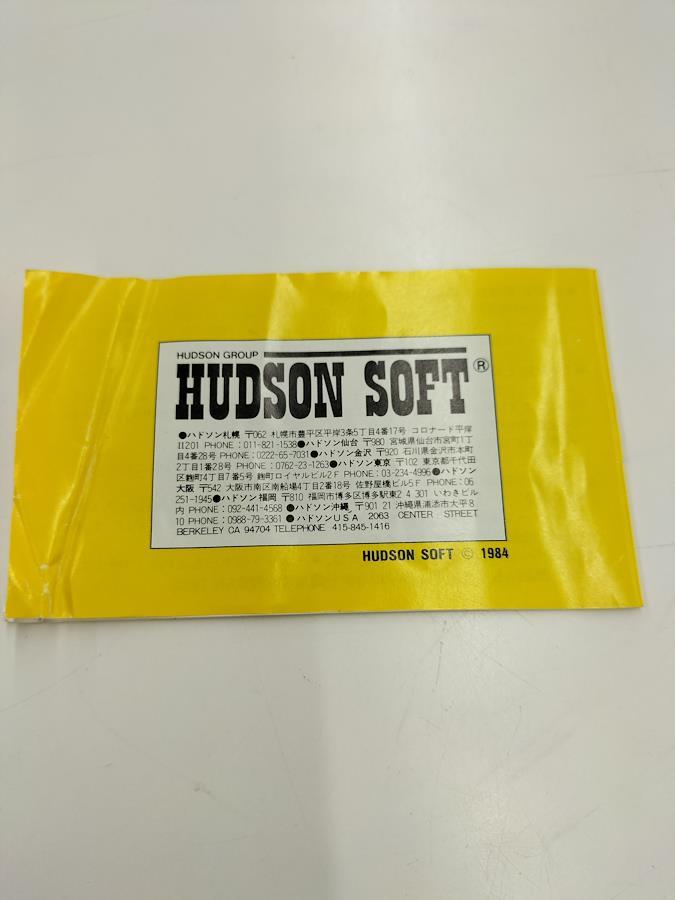 HUDSON GROUP
HUDSON SOFT®
●ハドソン札幌 〒062 札幌市豊平区平岸3条5丁目4番17号 コロナード平岸
II201 PHONE:011-821-1538●ハドソン仙台 〒980 宮城県仙台市宮町1丁
目4番28号 PHONE:0222-65-7031●ハドソン金沢 〒920 石川県金沢市本町
2丁目1番28号 PHONE:0762-23-1263●ハドソン東京 〒102 東京都千代田
区麹町4丁目7番5号 麹町ロイヤルビル2F PHONE:03-234-4996●ハドソン
大阪 〒542 大阪市南区南船場4丁目2番18号 佐野屋橋ビル5F PHONE:06
251-1945●ハドソン福岡 〒810 福岡市博多区博多駅東2 4 301 いわきビル
内 PHONE:092-441-4568 ●ハドソン沖縄 〒901 21 沖縄県浦添市大平8
10 PHONE:0988-79-3361 ●ハドソンUSA 2063 CENTER STREET
BERKELEY CA 94704 TELEPHONE 415-845-1416
HUDSON SOFT © 1984